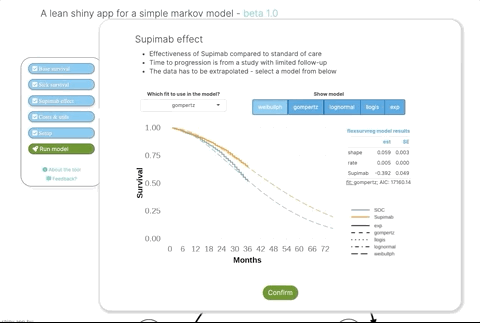 A lean shiny app for a simple markov model - beta 1.0
Base survival
Sick survival
Supimab effect
Costs & utils
Setup
Run model
About the tool
Feedback?
Supimab effect
Effectiveness of Supimab compared to standard of care
Time to progression is from a study with limited follow-up
The data has to be extrapolated - select a model from below
Which fit to use in the model?
gompertz
Show model
weibullph gompertz lognormal llogis exp
Survival
1.00
0.75
0.50
0.25
0.00
0 6 12 18 24 30 36 42 48 54 60 66 72
Months
flexsurvreg model results
est SE
shape 0.059 0.003
rate 0.005 0.000
Supimab -0.392 0.049
fit: gompertz; AIC: 17160.14
SOC
Supimab
exp
gompertz
llogis
lognormal
weibullph
Confirm